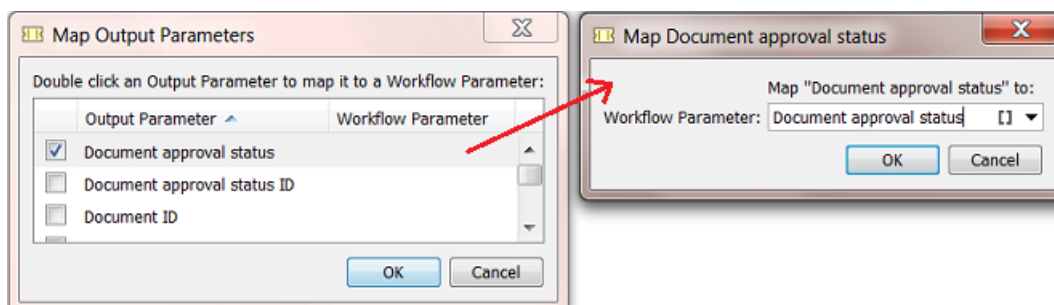 Map Output Parameters
Double click an Output Parameter to map it to a Workflow Parameter:
Output Parameter Workflow Parameter
Document approval status
Document approval status ID
Document ID
OK Cancel
Map Document approval status
Map "Document approval status" to:
Workflow Parameter: Document approval status []
OK Cancel